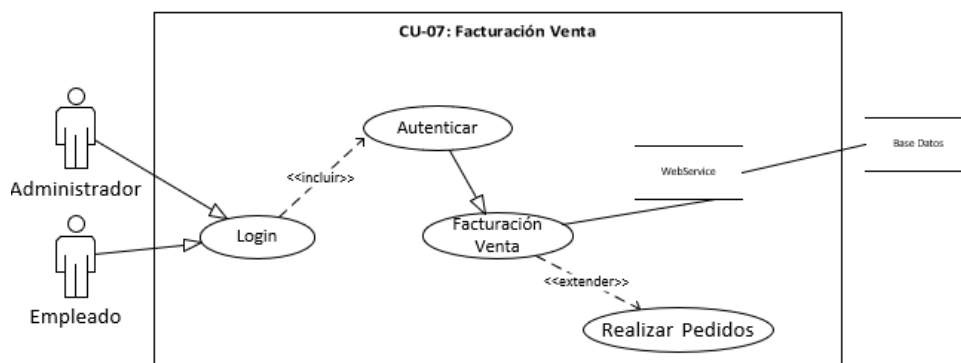 CU-07: Facturación Venta
Administrador
Empleado
Login
<<incluir>>
Autenticar
Facturación
Venta
<<extender>>
Realizar Pedidos
WebService
Base Datos